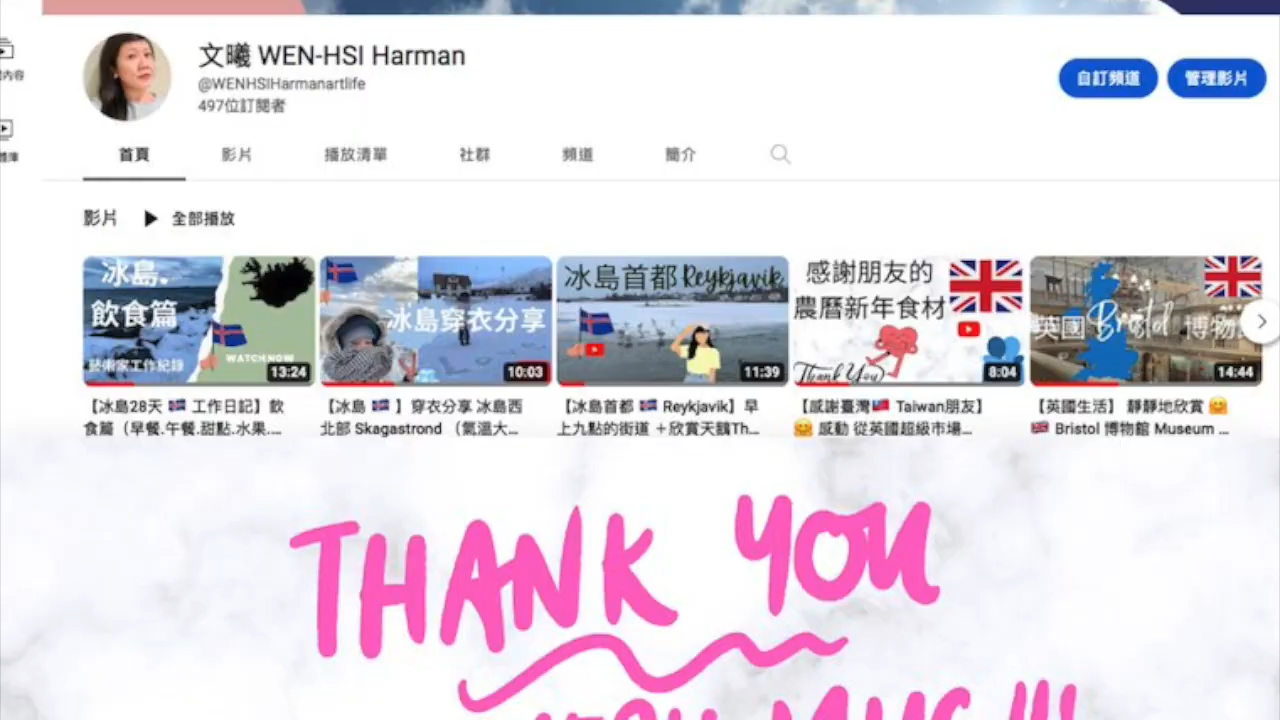 文曦 WEN-HSI Harman
@WENHSIHarmanartlife
497位訂閱者
自訂頻道
管理影片
內容
首頁
影片
播放清單
社群
頻道
簡介
影片
全部播放
冰島.
飲食篇
藝術家工作紀錄
WATCH NOW
13:24
冰島穿衣分享
10:03
冰島首都 Reykjavik
11:39
感謝朋友的
農曆新年食材
Thank You
8:04
英國 Bristol 博物
14:44
【冰島28天 🇮🇸 工作日記】飲
食篇（早餐.午餐.甜點.水果....
【冰島 🇮🇸 】穿衣分享 冰島西
北部 Skagastrond （氣溫大...
【冰島首都 🇮🇸 Reykjavik】早
上九點的街道 ＋欣賞天鵝Th...
【感謝臺灣🇹🇼 Taiwan朋友】
🤗 感動 從英國超級市場...
【英國生活】 靜靜地欣賞 🤗
🇬🇧 Bristol 博物館 Museum ...
THANK YOU